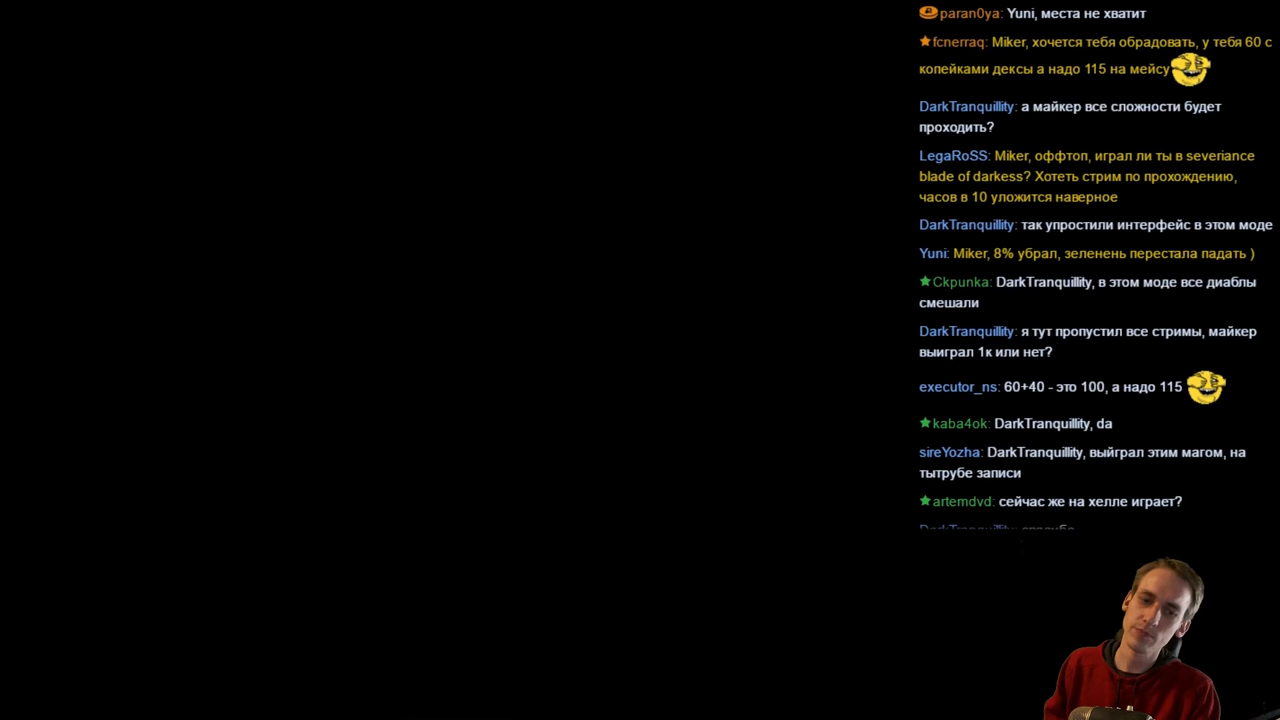 paran0ya: Yuni, места не хватит
fcnerraq: Miker, хочется тебя обрадовать, у тебя 60 с
копейками дексы а надо 115 на мейсу
DarkTranquillity: а майкер все сложности будет
проходить?
LegaRoSS: Miker, оффтоп, играл ли ты в severiance
blade of darkess? Хотеть стрим по прохождению,
часов в 10 уложится наверное
DarkTranquillity: так упростили интерфейс в этом моде
Yuni: Miker, 8% убрал, зеленень перестала падать )
Ckpunka: DarkTranquillity, в этом моде все диаблы
смешали
DarkTranquillity: я тут пропустил все стримы, майкер
выиграл 1к или нет?
executor_ns: 60+40 - это 100, а надо 115
kaba4ok: DarkTranquillity, da
sireYozha: DarkTranquillity, выйграл этим магом, на
тытрубе записи
artemdvd: сейчас же на хелле играет?
DarkTranquillity: спасибо